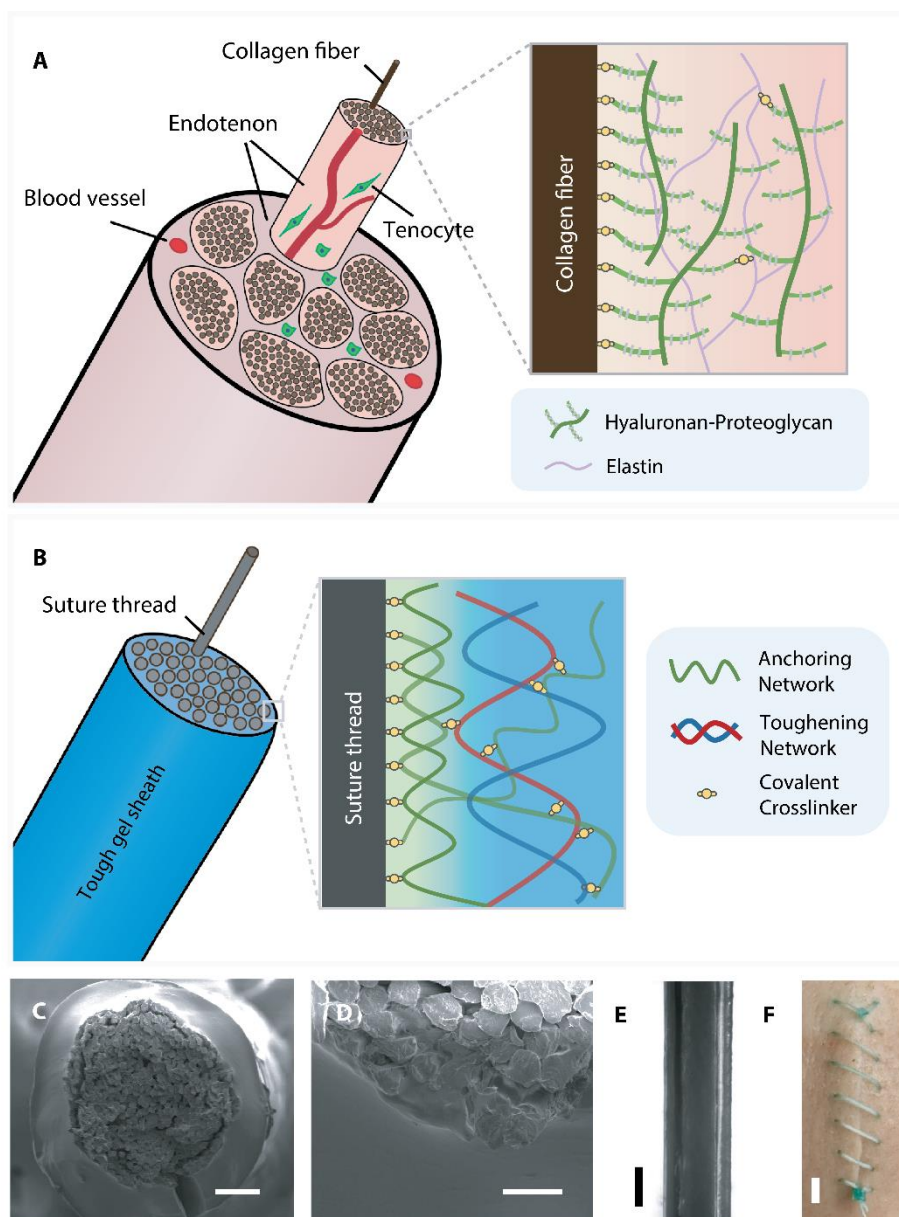 A
Collagen fiber
Endotenon
Blood vessel
Tenocyte
Collagen fiber
Hyaluronan-Proteoglycan
Elastin
B
Suture thread
Tough gel sheath
Suture thread
Anchoring
Network
Toughening
Network
Covalent
Crosslinker
C
D
E
F